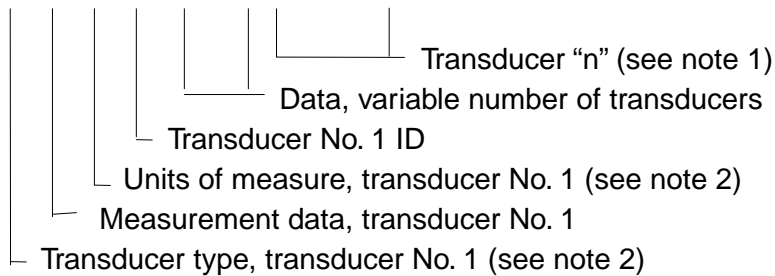 Transducer “n” (see note 1)
Data, variable number of transducers
Transducer No. 1 ID
Units of measure, transducer No. 1 (see note 2)
Measurement data, transducer No. 1
Transducer type, transducer No. 1 (see note 2)